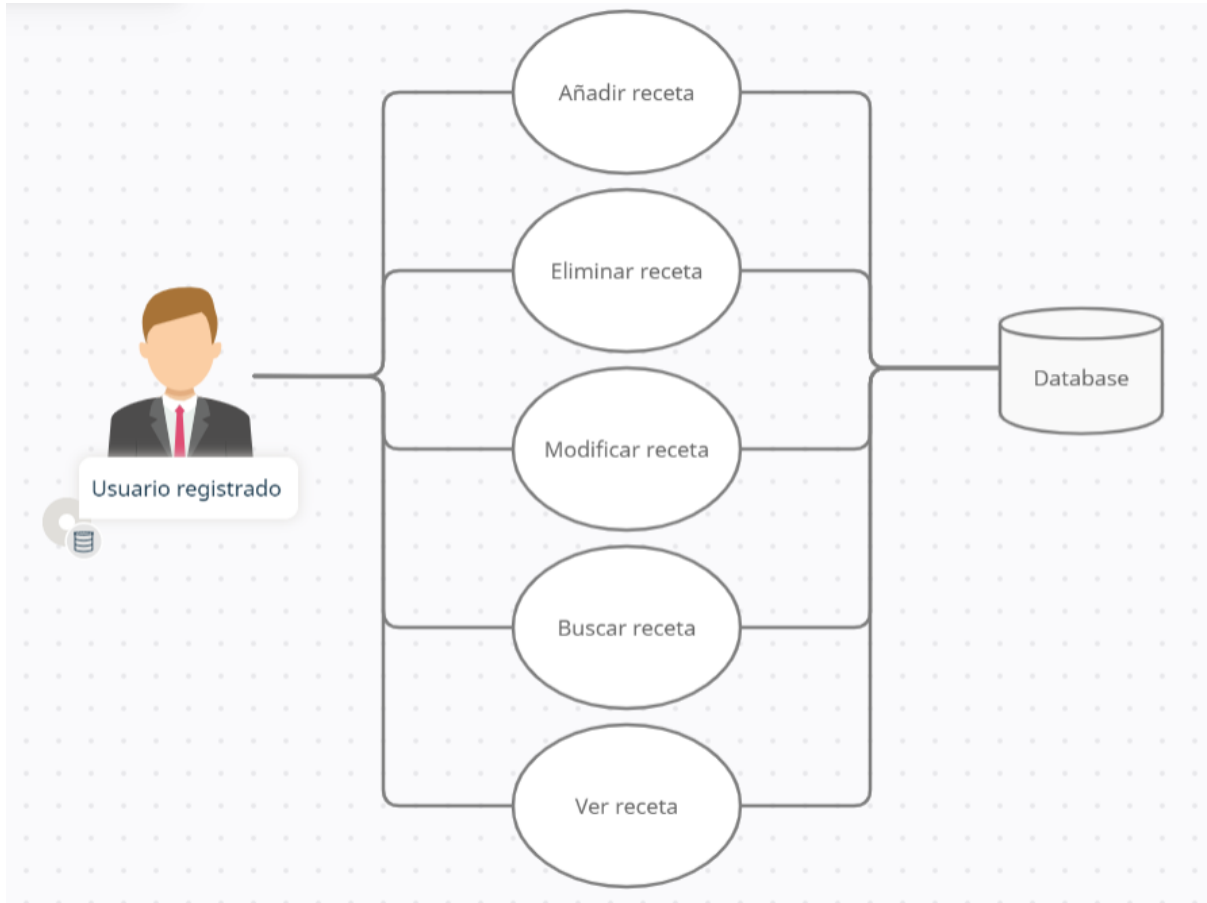 Añadir receta
Eliminar receta
Modificar receta
Buscar receta
Ver receta
Usuario registrado
Database